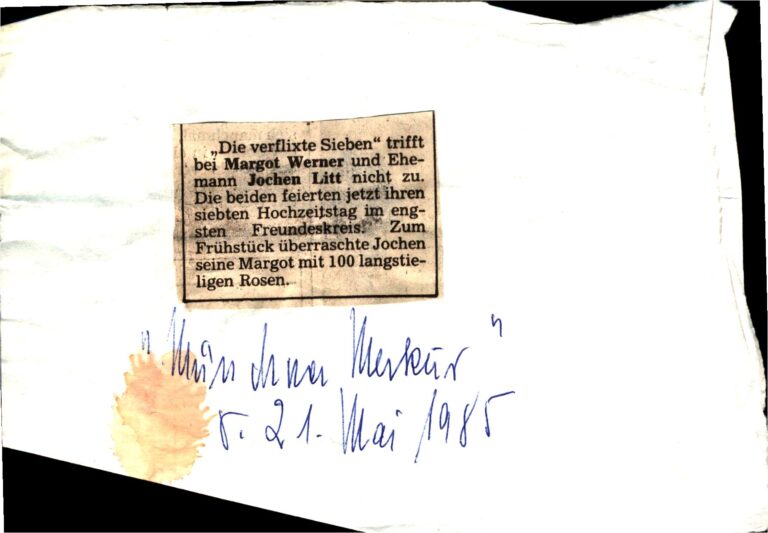 „Die verflixte Sieben“ trifft
bei Margot Werner und Ehe-
mann Jochen Litt nicht zu.
Die beiden feierten jetzt ihren
siebten Hochzeitstag im eng-
sten Freundeskreis. Zum
Frühstück überraschte Jochen
seine Margot mit 100 langstie-
ligen Rosen.
"Münchner Merkur"
v. 21. Mai 1985